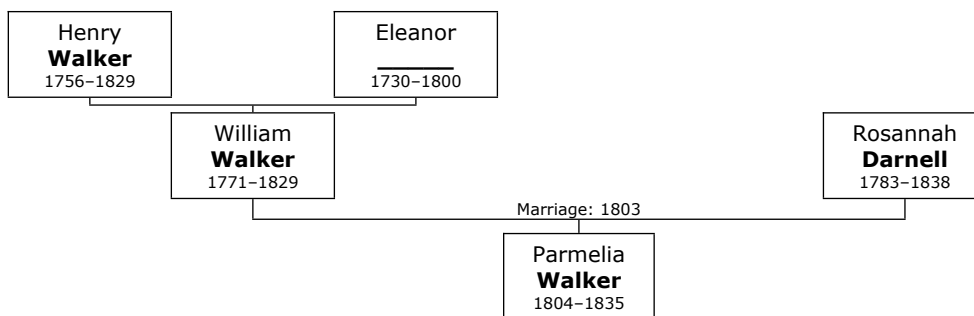 Henry
Walker
1756–1829
Eleanor
_______
1730–1800
William
Walker
1771–1829
Rosannah
Darnell
1783–1838
Marriage: 1803
Parmelia
Walker
1804–1835